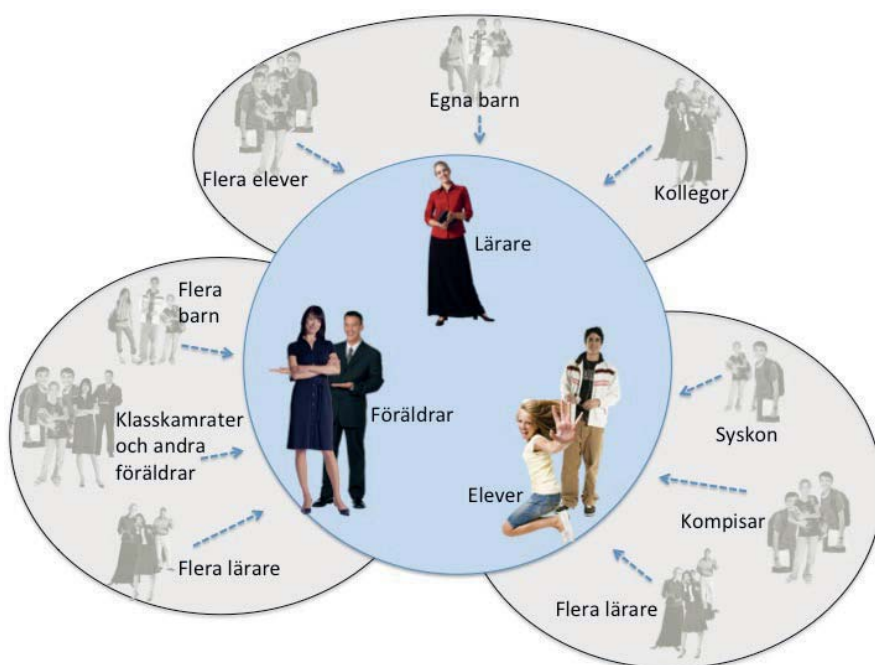 Egna barn
Flera elever
Kollegor
Lärare
Flera
barn
Klasskamrater
och andra
föräldrar
Flera lärare
Föräldrar
Elever
Syskon
Kompisar
Flera lärare